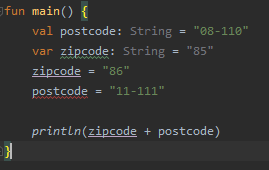 fun main() {
val postcode: String = "08-110"
var zipcode: String = "85"
zipcode = "86"
postcode = "11-111"
println(zipcode + postcode)
}